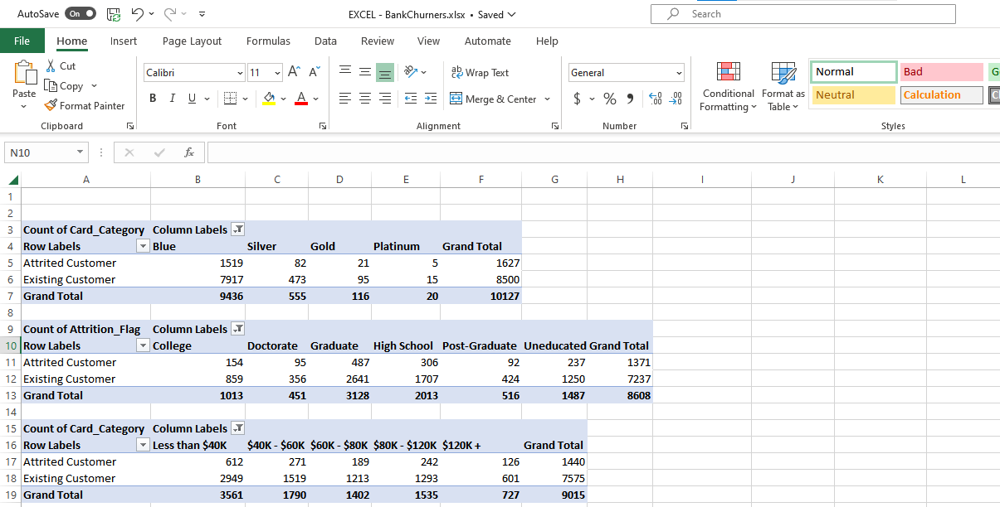 AutoSave On EXCEL - BankChurners.xlsx • Saved Search
File Home Insert Page Layout Formulas Data Review View Automate Help
Paste Cut Copy Format Painter
Calibri 11 A A
B I U A
ab Wrap Text
Merge & Center
General
$ % 9
Conditional Formatting
Format as Table
Normal Bad G
Neutral Calculation C
Clipboard Font Alignment Number Styles
N10 fx
A B C D E F G H I J K L
1
2
3 Count of Card_Category Column Labels
4 Row Labels Blue Silver Gold Platinum Grand Total
5 Attrited Customer 1519 82 21 5 1627
6 Existing Customer 7917 473 95 15 8500
7 Grand Total 9436 555 116 20 10127
8
9 Count of Attrition_Flag Column Labels
10 Row Labels College Doctorate Graduate High School Post-Graduate Uneducated Grand Total
11 Attrited Customer 154 95 487 306 92 237 1371
12 Existing Customer 859 356 2641 1707 424 1250 7237
13 Grand Total 1013 451 3128 2013 516 1487 8608
14
15 Count of Card_Category Column Labels
16 Row Labels Less than $40K $40K - $60K $60K - $80K $80K - $120K $120K + Grand Total
17 Attrited Customer 612 271 189 242 126 1440
18 Existing Customer 2949 1519 1213 1293 601 7575
19 Grand Total 3561 1790 1402 1535 727 9015